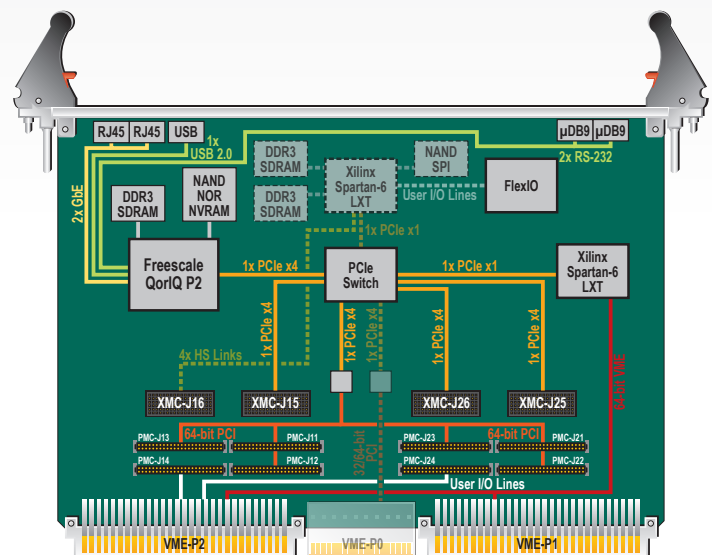 RJ45 RJ45 USB
µDB9 µDB9
1x
USB 2.0
2x RS-232
DDR3
SDRAM
NAND
SPI
Xilinx
Spartan-6
LXT
DDR3
SDRAM
FlexIO
User I/O Lines
NAND
NOR
NVRAM
DDR3
SDRAM
2x GbE
1x PCIe x1
Freescale
QorIQ P2
1x PCIe x4
PCIe
Switch
1x PCIe x1
Xilinx
Spartan-6
LXT
1x PCIe x4
1x PCIe x4
1x PCIe x4
1x PCIe x4
1x PCIe x4
4x HS Links
64-bit VME
XMC-J16
XMC-J15
XMC-J26
XMC-J25
PMC-J13
64-bit PCI
PMC-J11
PMC-J23
64-bit PCI
PMC-J21
PMC-J14
PMC-J12
32/64-bit
PCI
PMC-J24
PMC-J22
User I/O Lines
VME-P2
VME-P0
VME-P1